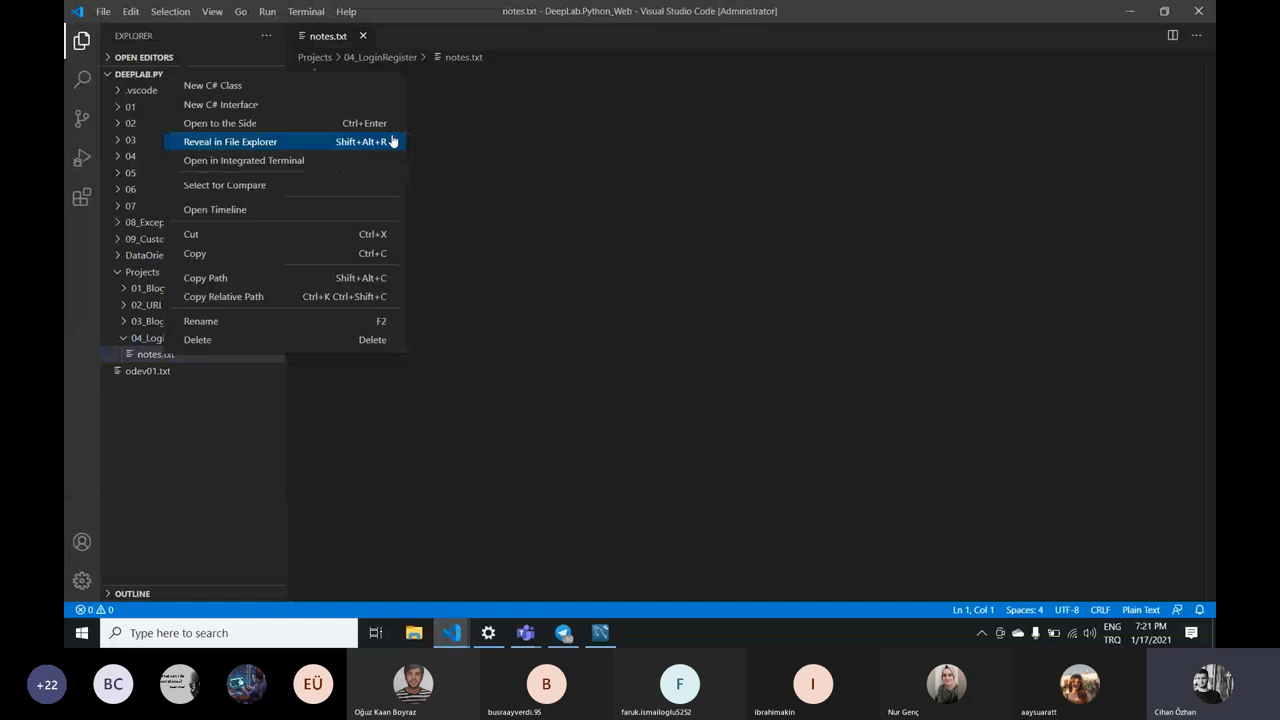 File Edit Selection View Go Run Terminal Help
notes.txt - DeepLab.Python_Web - Visual Studio Code [Administrator]
EXPLORER
notes.txt
OPEN EDITORS
Projects > 04_LoginRegister > notes.txt
DEEPLAB.PY
.vscode
01
02
03
04
05
06
07
08_Excep
09_Custo
DataOrie
Projects
01_Blog
02_URL
03_Blog
04_Logi
notes.txt
odev01.txt
New C# Class
New C# Interface
Open to the Side Ctrl+Enter
Reveal in File Explorer Shift+Alt+R
Open in Integrated Terminal
Select for Compare
Open Timeline
Cut Ctrl+X
Copy Ctrl+C
Copy Path Shift+Alt+C
Copy Relative Path Ctrl+K Ctrl+Shift+C
Rename F2
Delete Delete
OUTLINE
0 0
Ln 1, Col 1 Spaces: 4 UTF-8 CRLF Plain Text
Type here to search
ENG
TRQ
7:21 PM
1/17/2021
+22
BC
EÜ
B
F
I
Oğuz Kaan Boyraz
busraayverdi.95
faruk.ismailoglu5252
ibrahimakin
Nur Genç
aaysuaratt
Cihan Özhan